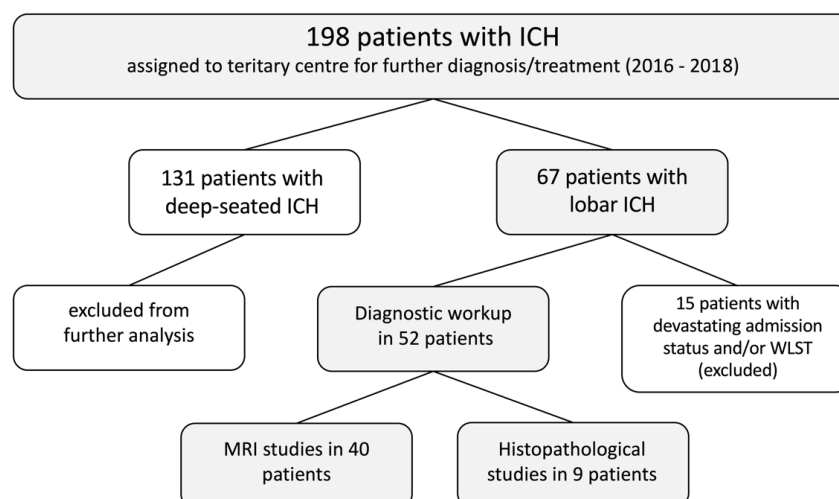 198 patients with ICH
assigned to teritary centre for further diagnosis/treatment (2016 - 2018)
131 patients with
deep-seated ICH
67 patients with
lobar ICH
excluded from
further analysis
Diagnostic workup
in 52 patients
15 patients with
devastating admission
status and/or WLST
(excluded)
MRI studies in 40
patients
Histopathological
studies in 9 patients